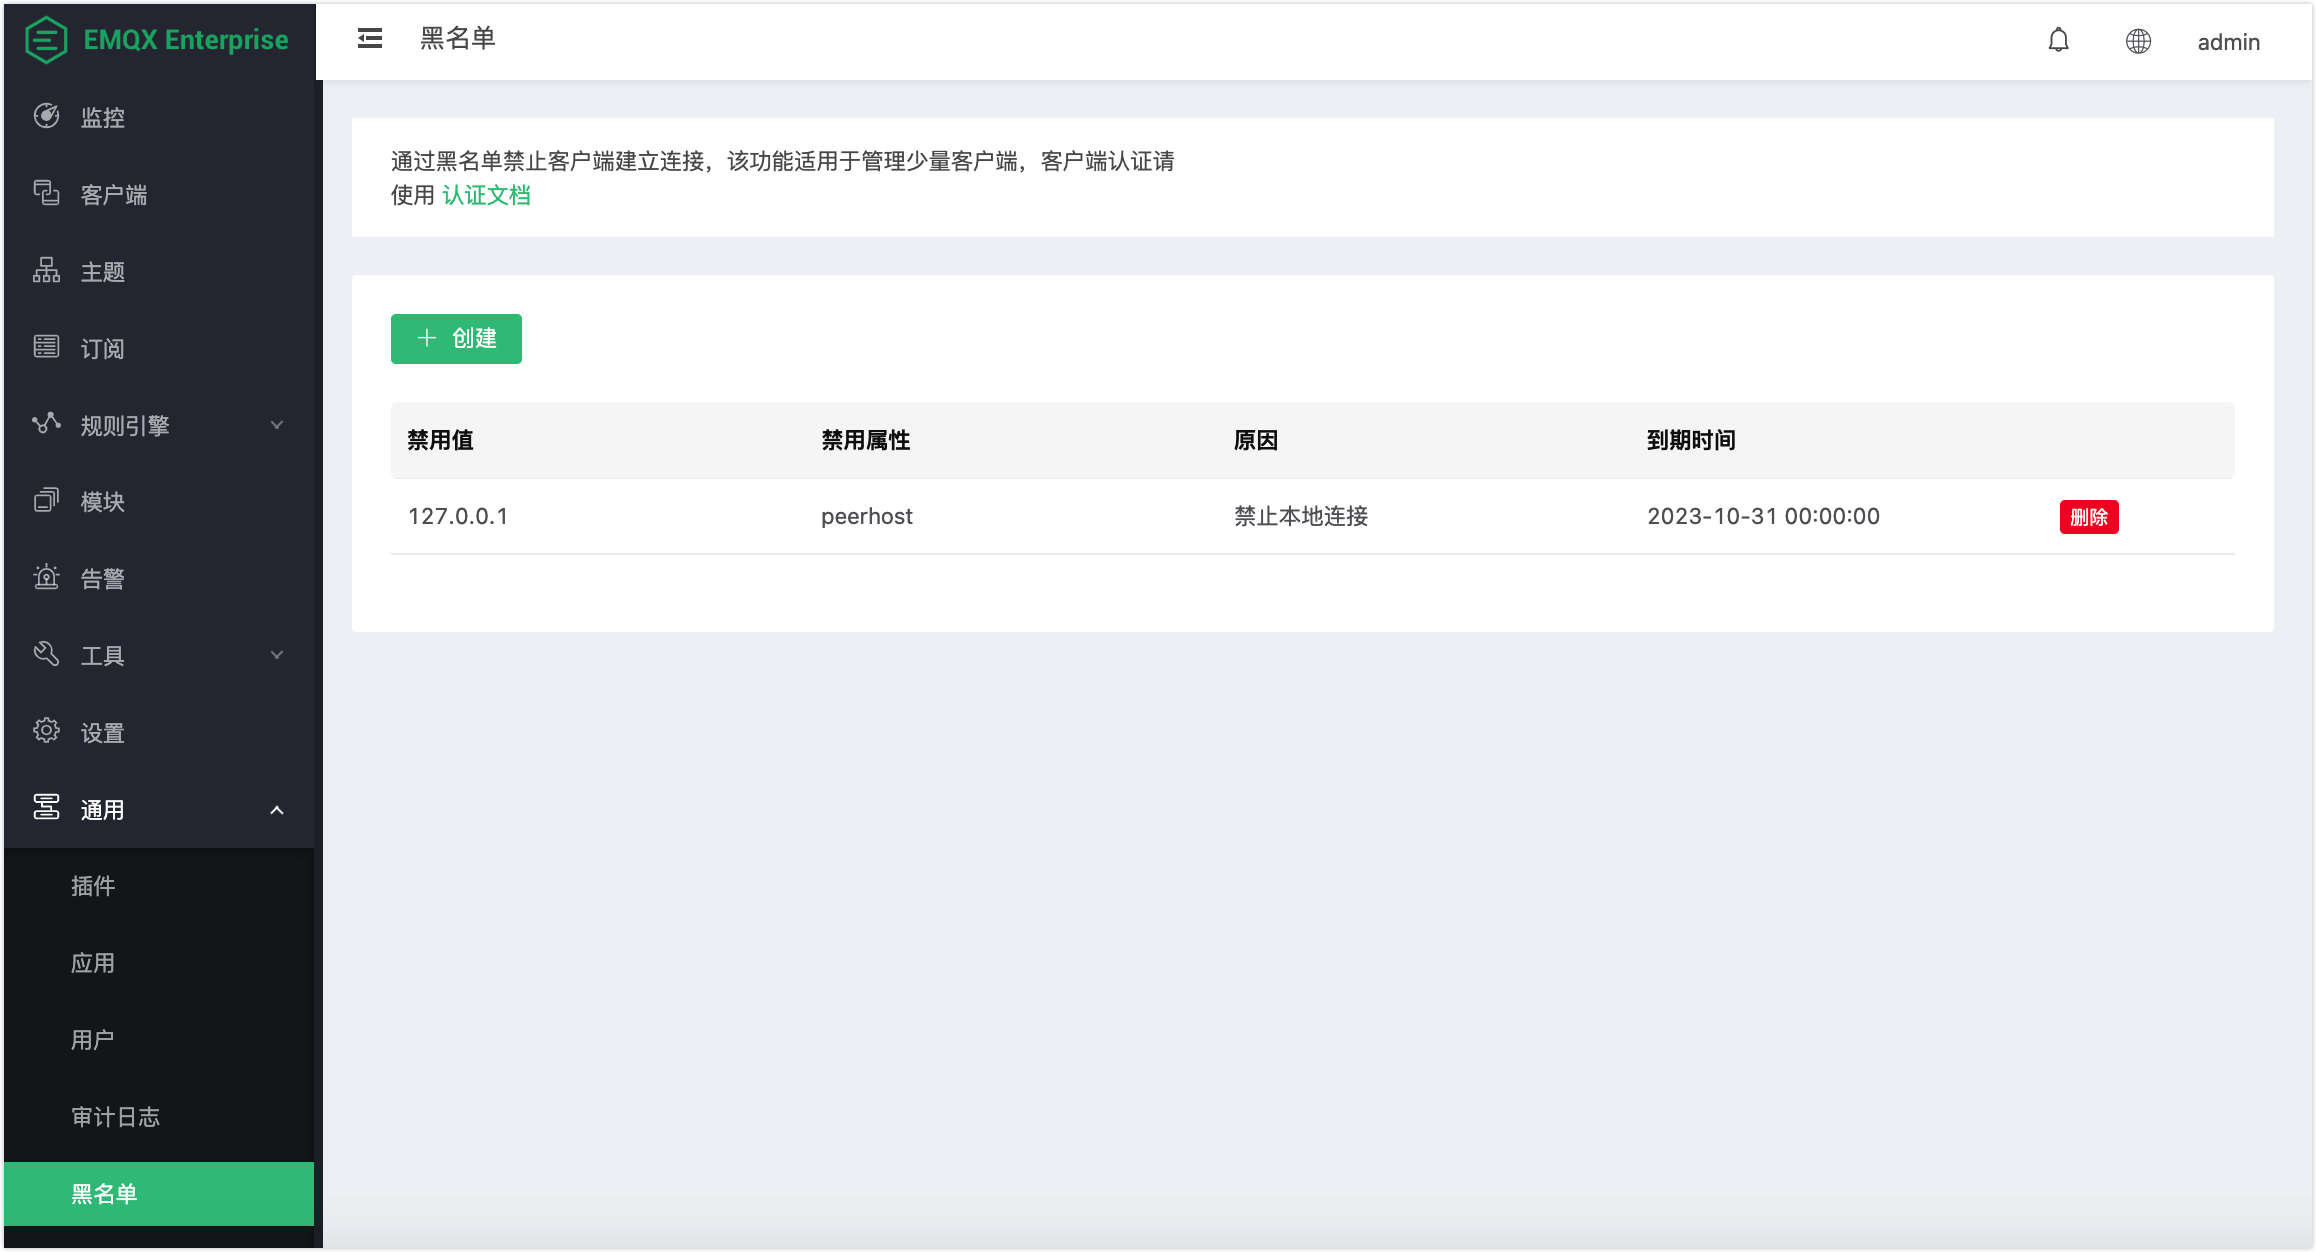 EMQX Enterprise
黑名单
admin
监控
客户端
主题
订阅
规则引擎
模块
告警
工具
设置
通用
插件
应用
用户
审计日志
黑名单
通过黑名单禁止客户端建立连接，该功能适用于管理少量客户端，客户端认证请
使用 认证文档
创建
禁用值 禁用属性 原因 到期时间
127.0.0.1 peerhost 禁止本地连接 2023-10-31 00:00:00 删除